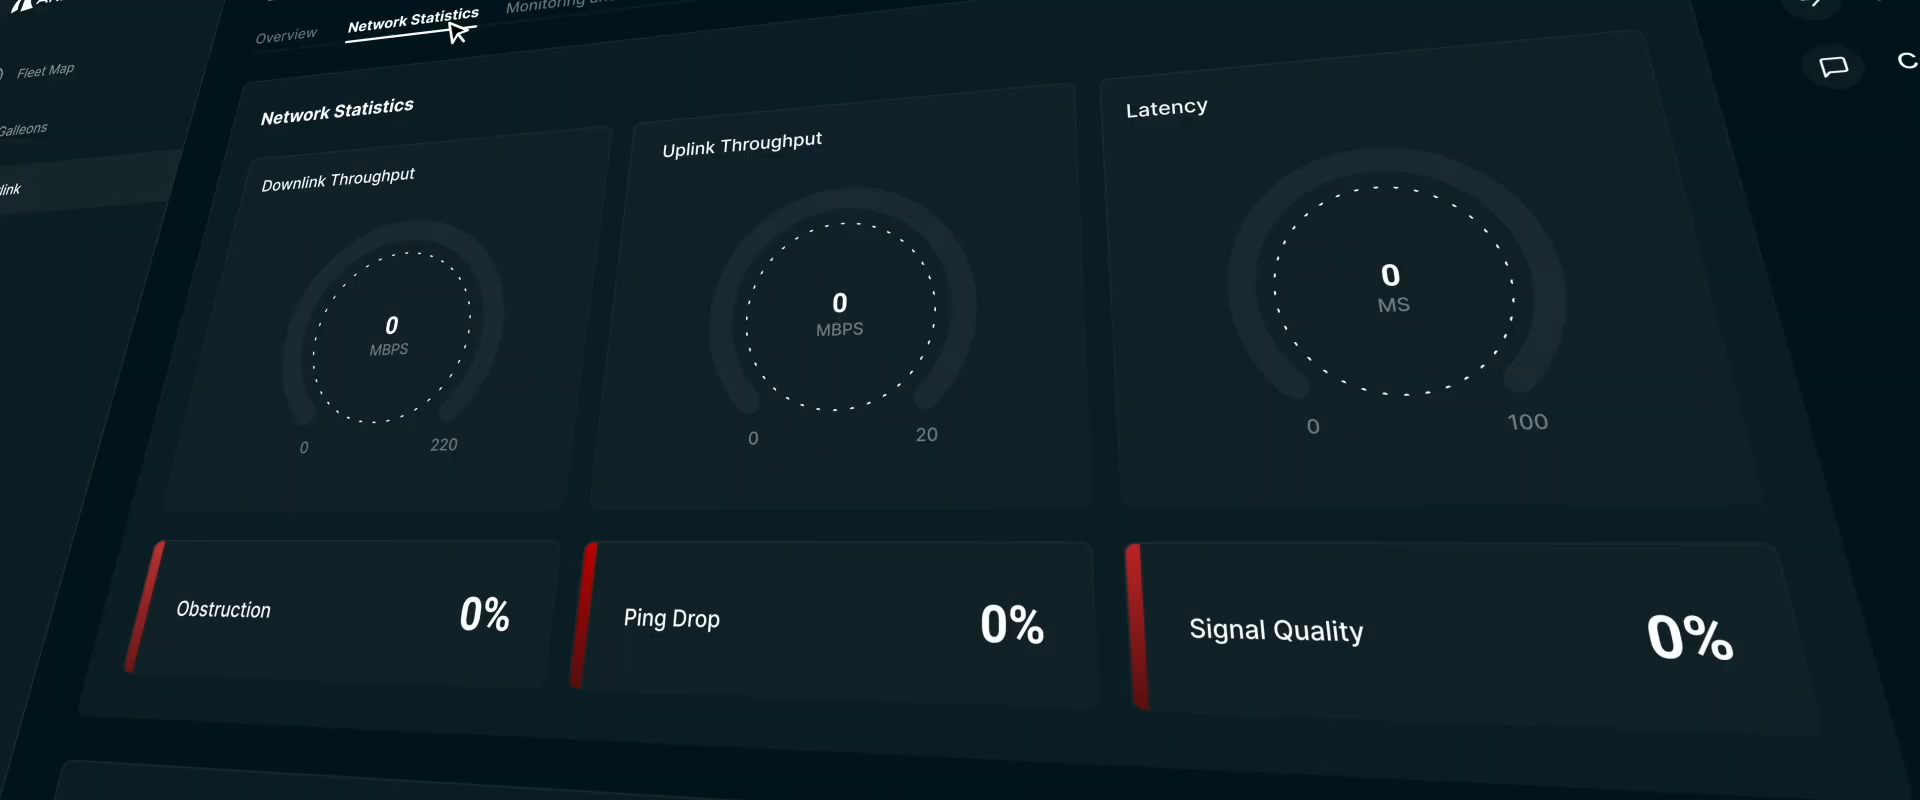 Overview
Network Statistics
Monitoring
Fleet Map
Galleons
Network Statistics
Downlink Throughput
0
MBPS
0
220
Uplink Throughput
0
MBPS
0
20
Latency
0
MS
0
100
Obstruction
0%
Ping Drop
0%
Signal Quality
0%